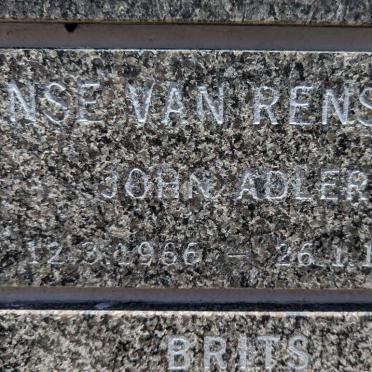 NSE VAN RENS
JOHN ADLER
12.3.1966 — 26.1.1
BRITS